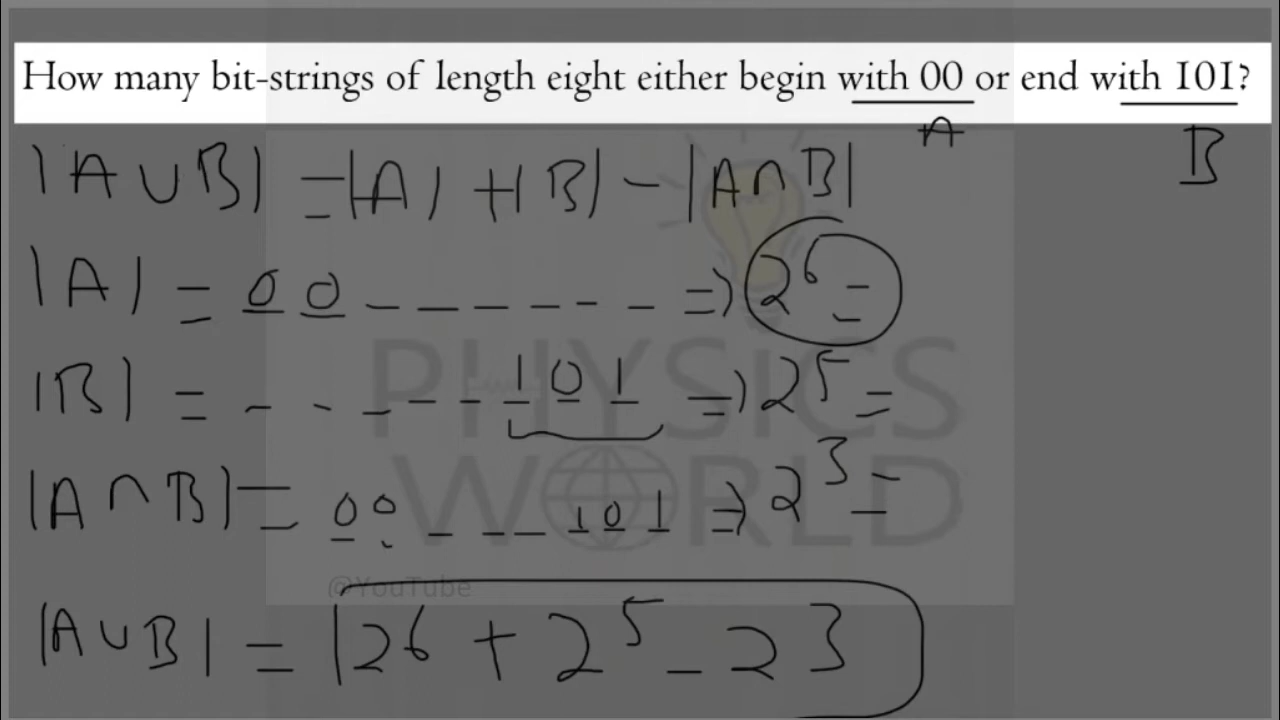 How many bit-strings of length eight either begin with 00 or end with 101?
A B
|A ∪ B| = |A| + |B| - |A ∩ B|
|A| = 0 0 _ _ _ _ _ _ ⇒ 2⁶ =
|B| = _ _ _ _ _ 1 0 1 ⇒ 2⁵ =
|A ∩ B| = 0 0 _ _ _ 1 0 1 ⇒ 2³ =
|A ∪ B| = 2⁶ + 2⁵ - 2³
PHYSICS
WORLD
@YouTube